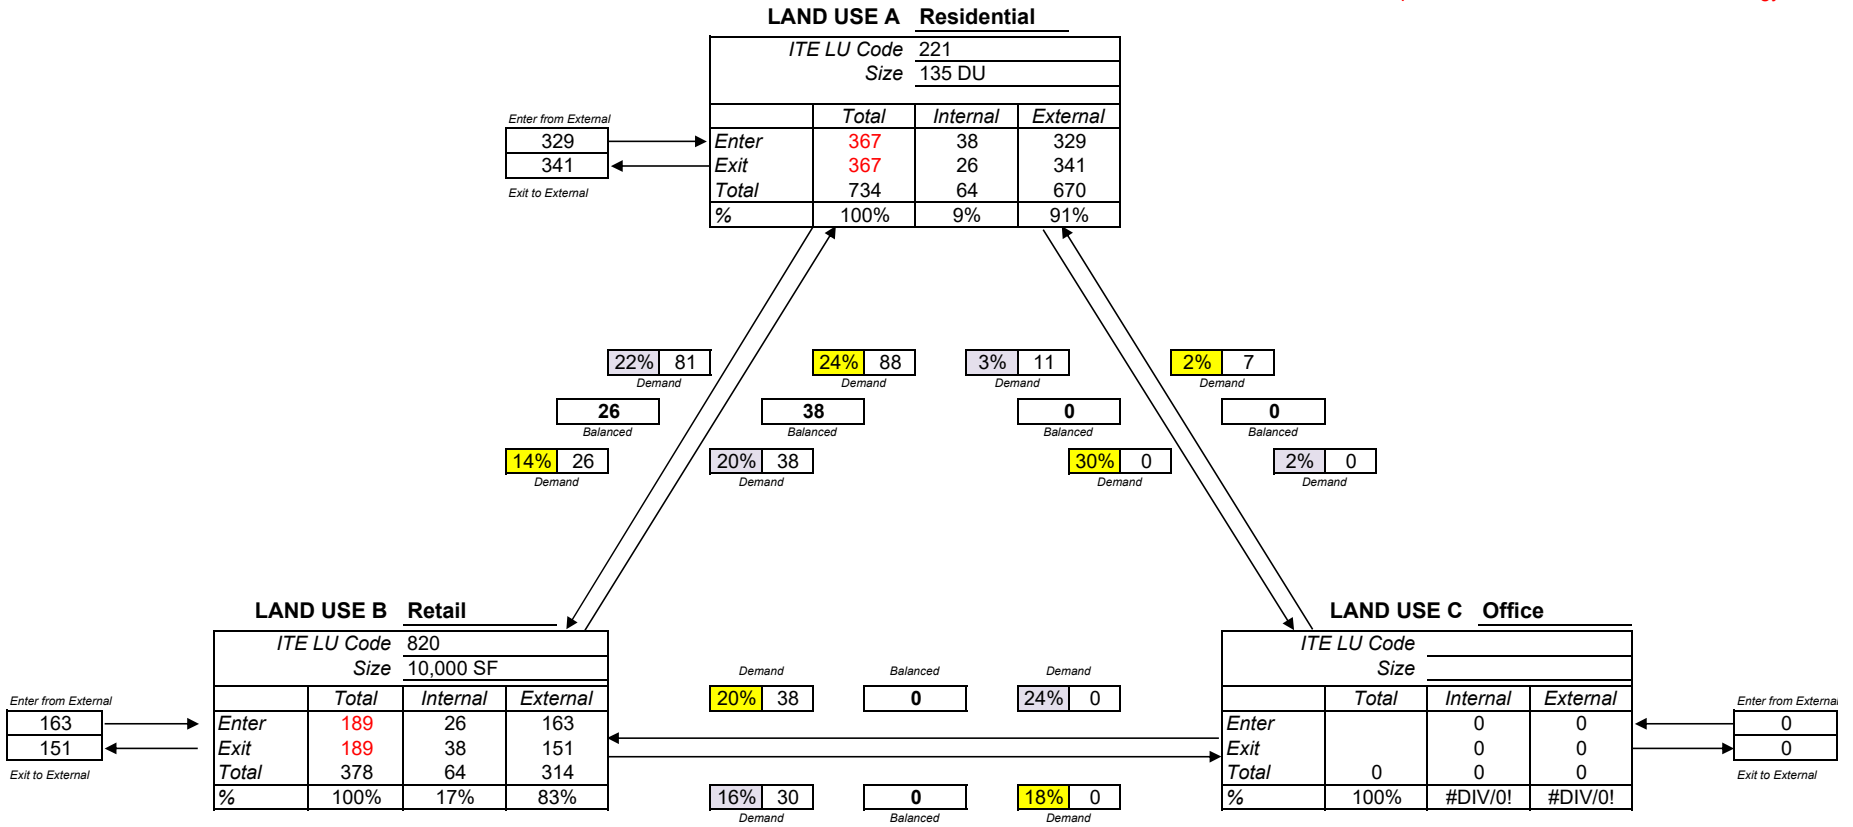 LAND USE A Residential
ITE LU Code 221
Size 135 DU
Total Internal External
Enter from External
329
Enter 367 38 329
341
Exit 367 26 341
Exit to External
Total 734 64 670
% 100% 9% 91%
22% 81
24% 88
3% 11
2% 7
Demand
Demand
Demand
Demand
26
38
0
0
Balanced
Balanced
Balanced
Balanced
14% 26
20% 38
30% 0
2% 0
Demand
Demand
Demand
Demand
LAND USE B Retail
ITE LU Code 820
Size 10,000 SF
Total Internal External
Enter from External
163
Enter 189 26 163
151
Exit 189 38 151
Exit to External
Total 378 64 314
% 100% 17% 83%
Demand Balanced Demand
20% 38
0
24% 0
16% 30
0
18% 0
Demand Balanced Demand
LAND USE C Office
ITE LU Code
Size
Total Internal External
Enter from External
Enter 0 0
0
Exit 0 0
0
Total 0 0 0
Exit to External
% 100% #DIV/0! #DIV/0!